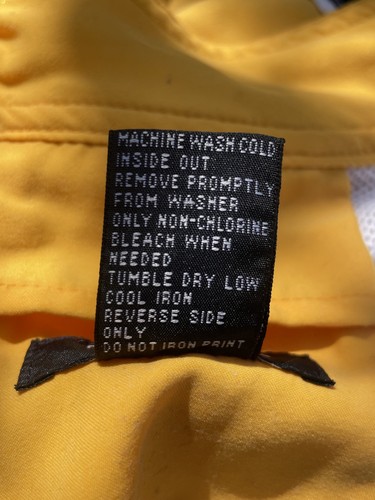 MACHINE WASH COLD
INSIDE OUT
REMOVE PROMPTLY
FROM WASHER
ONLY NON-CHLORINE
BLEACH WHEN
NEEDED
TUMBLE DRY LOW
COOL IRON
REVERSE SIDE
ONLY
DO NOT IRON PRINT